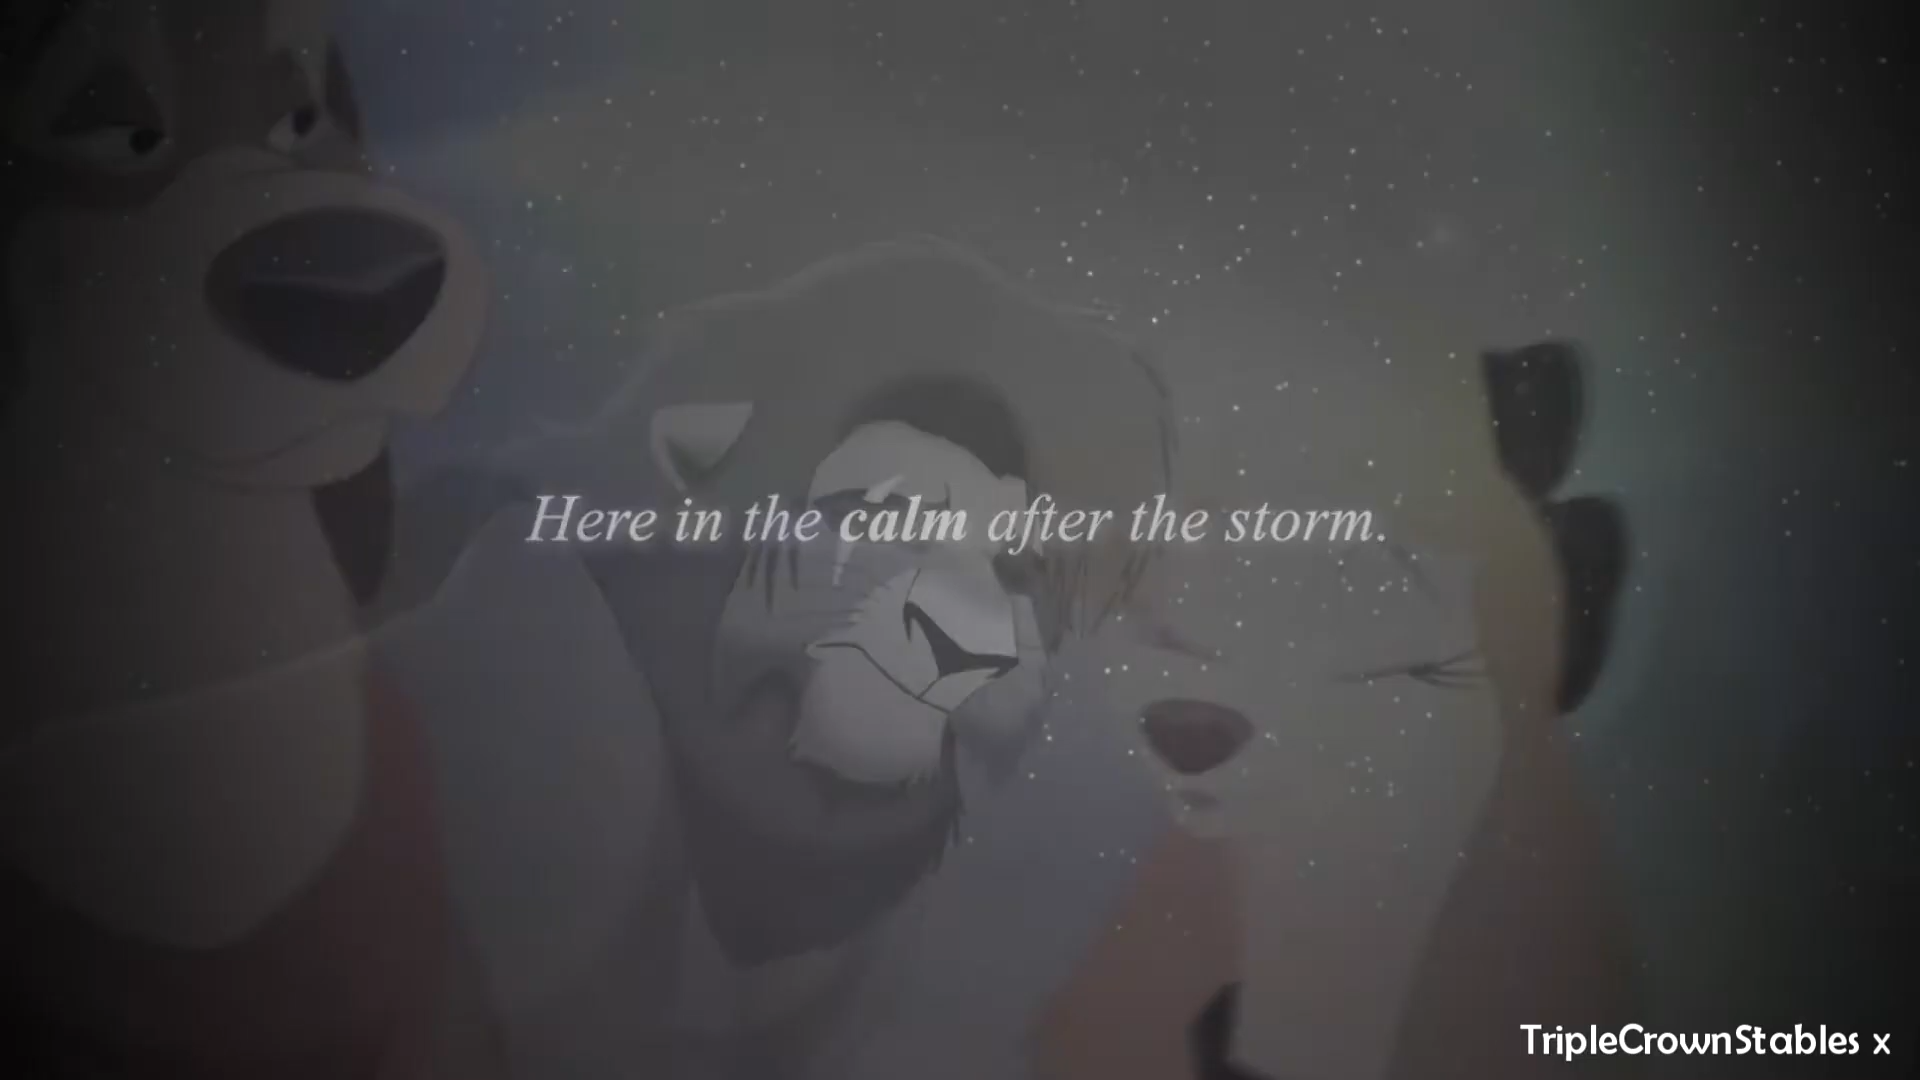 Here in the calm after the storm.
TripleCrownStables x